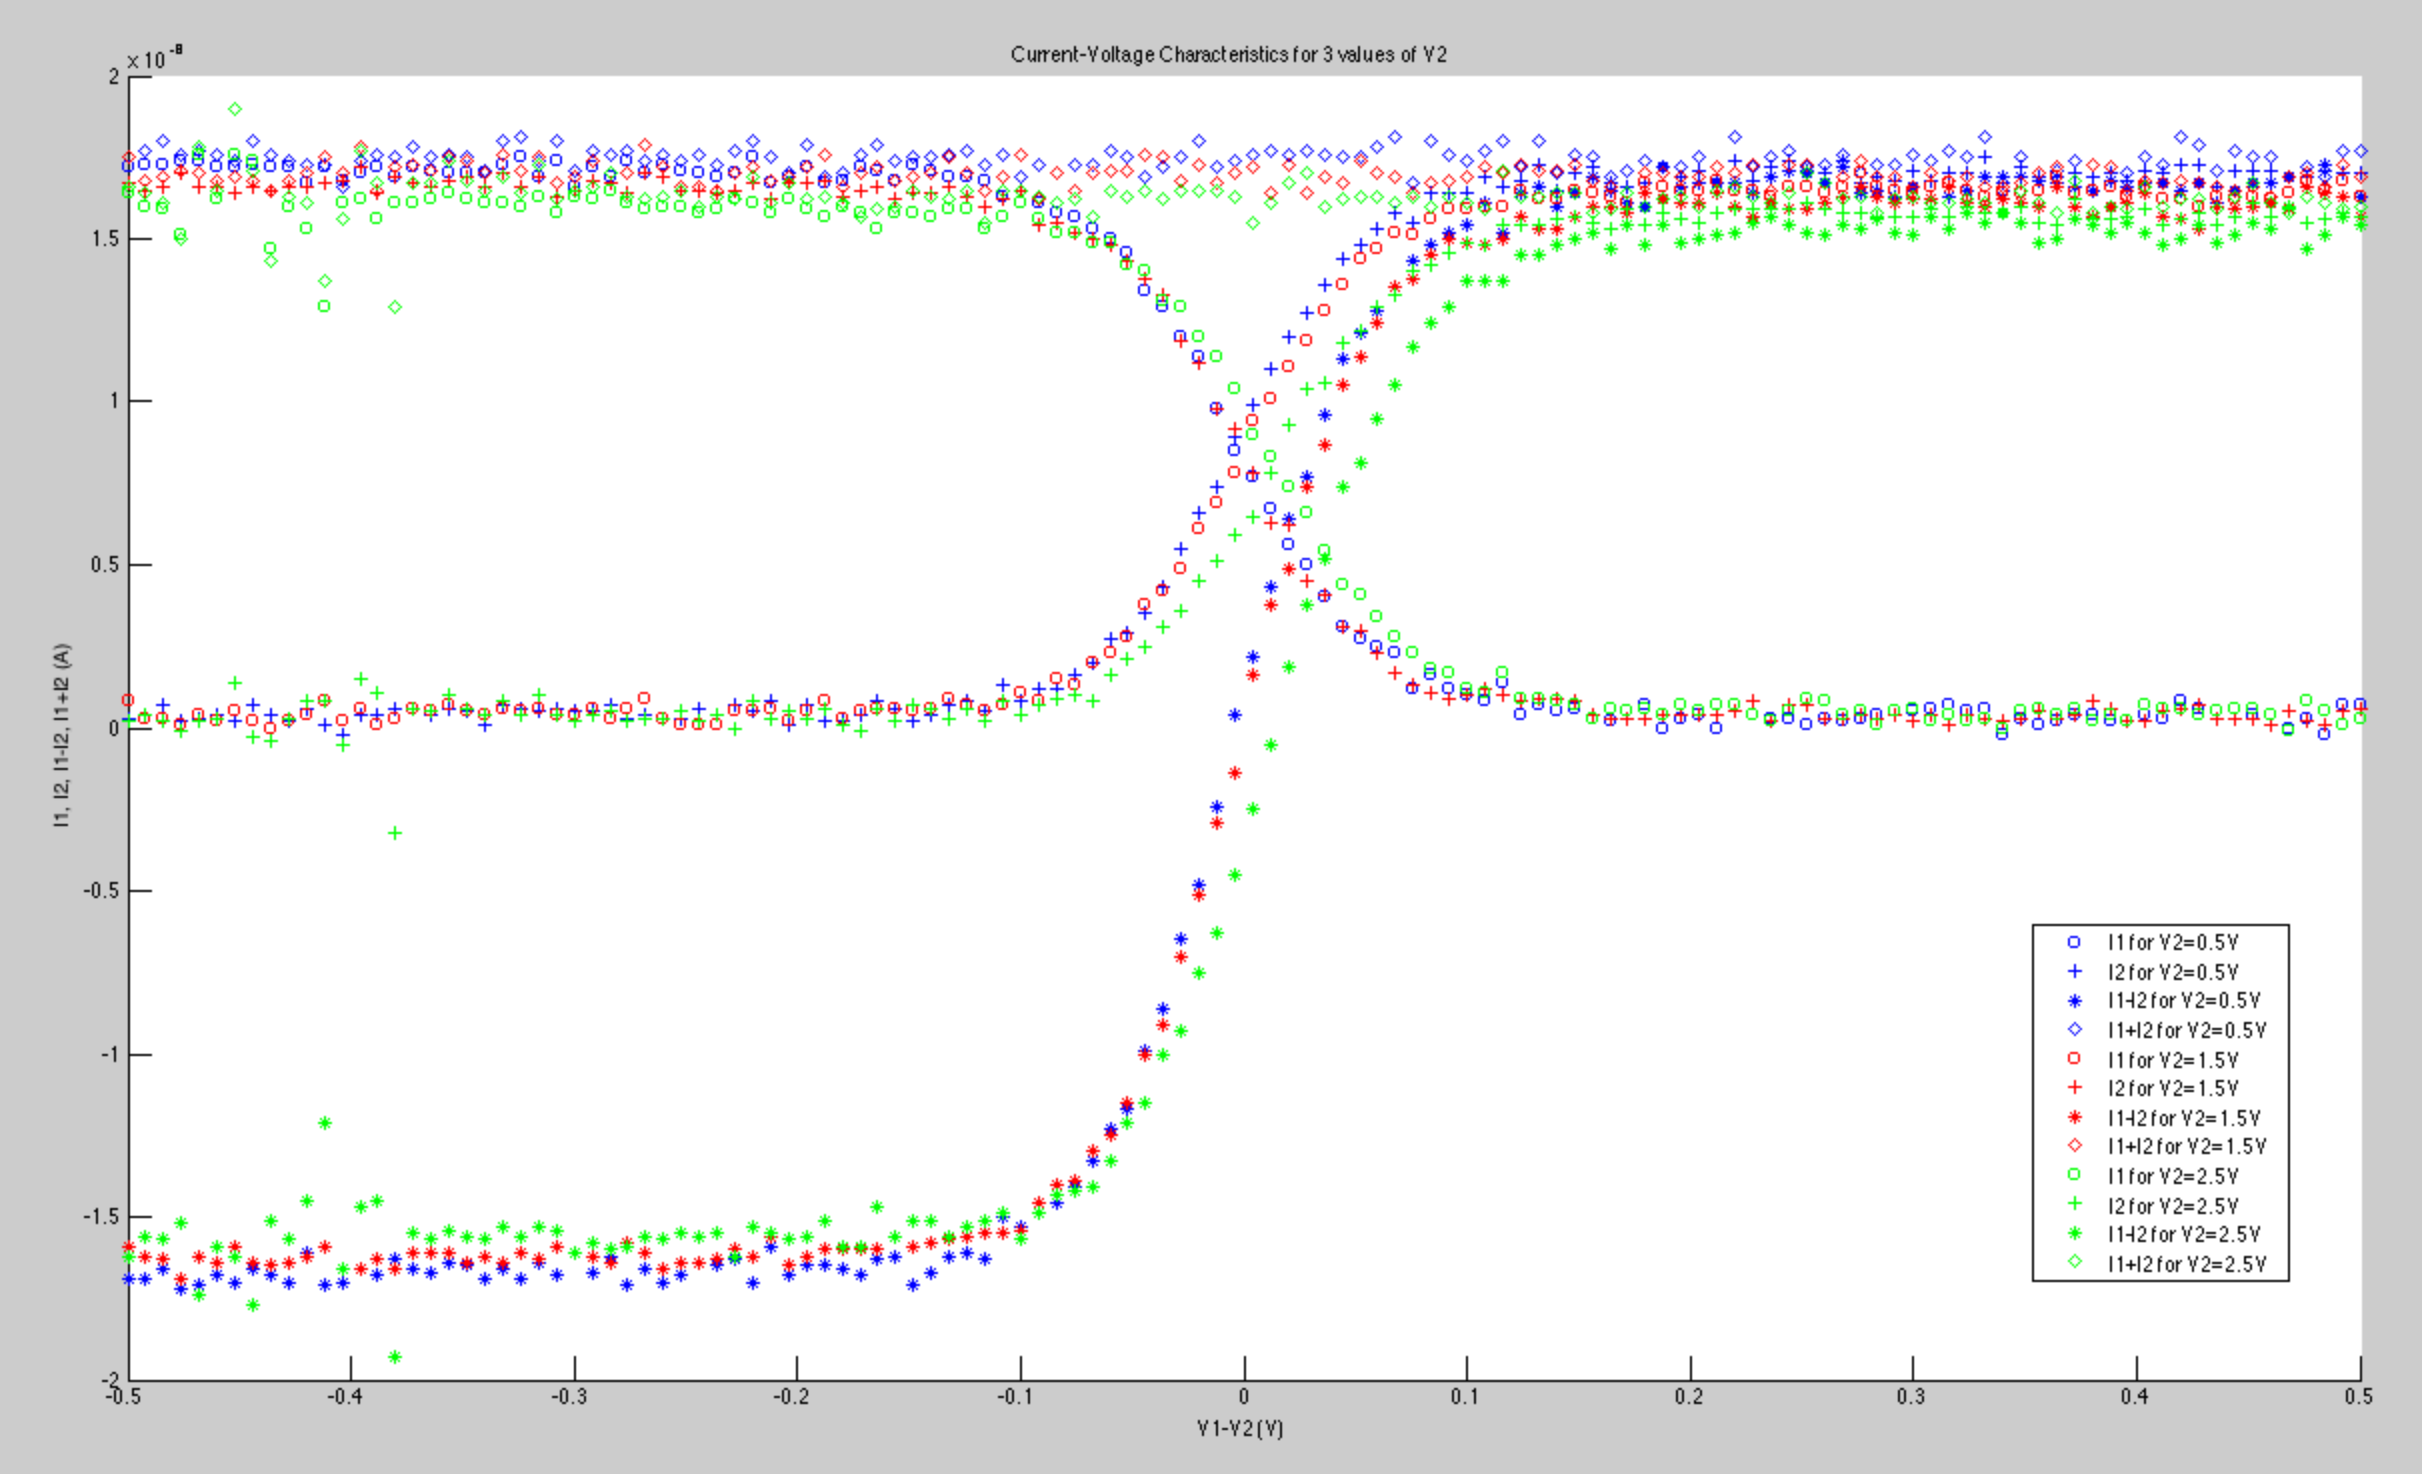 Current-Voltage Characteristics for 3 values of V2
x 10^-8
2
1.5
1
0.5
0
-0.5
-1
-1.5
-2
I1, I2, I1-I2, I1+I2 (A)
-0.5 -0.4 -0.3 -0.2 -0.1 0 0.1 0.2 0.3 0.4 0.5
V1-V2 (V)
I1 for V2=0.5V
I2 for V2=0.5V
I1-I2 for V2=0.5V
I1+I2 for V2=0.5V
I1 for V2=1.5V
I2 for V2=1.5V
I1-I2 for V2=1.5V
I1+I2 for V2=1.5V
I1 for V2=2.5V
I2 for V2=2.5V
I1-I2 for V2=2.5V
I1+I2 for V2=2.5V